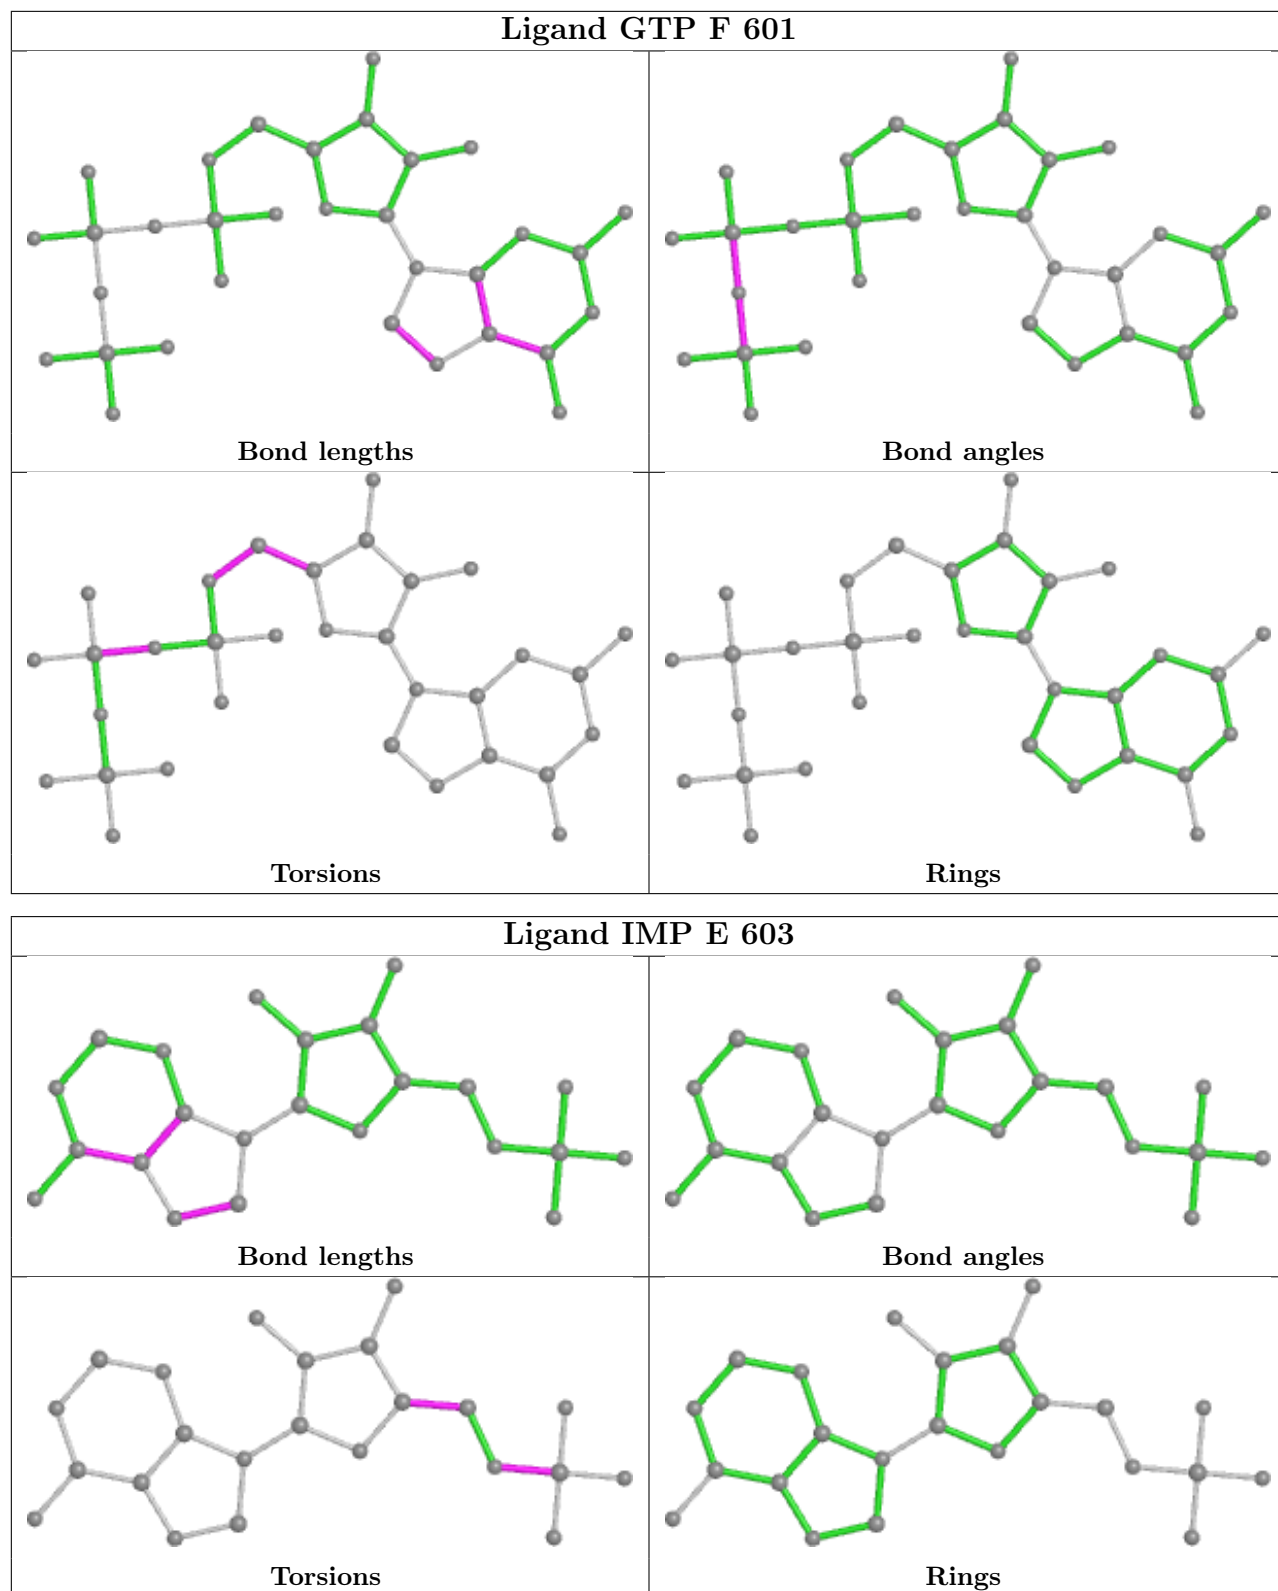 Ligand GTP F 601
Bond lengths
Bond angles
Torsions
Rings
Ligand IMP E 603
Bond lengths
Bond angles
Torsions
Rings